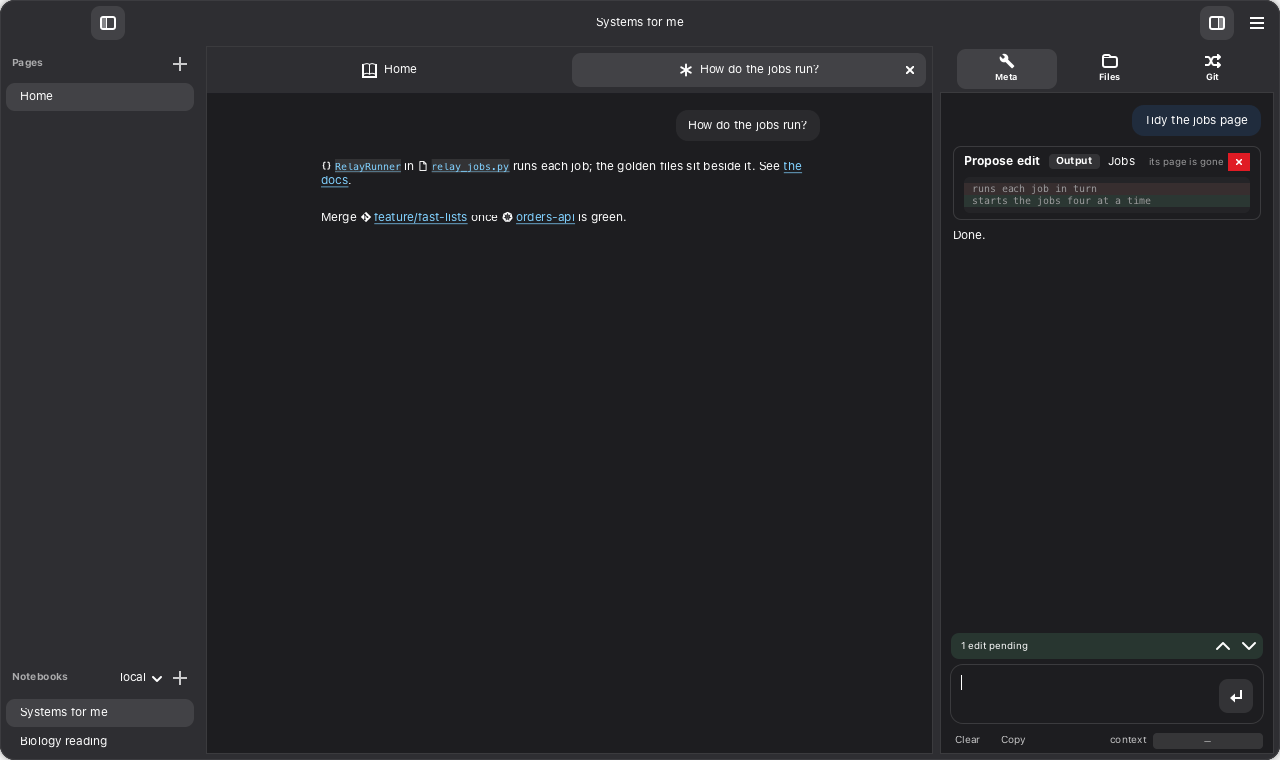 Systems for me
Pages
Home
Home
How do the jobs run?
How do the jobs run?
{} RelayRunner in relay_jobs.py runs each job; the golden files sit beside it. See the
docs.
Merge feature/fast-lists once orders-api is green.
Notebooks
local
Systems for me
Biology reading
Meta
Files
Git
Tidy the jobs page
Propose edit Output Jobs its page is gone
runs each job in turn
starts the jobs four at a time
Done.
1 edit pending
Clear Copy context –